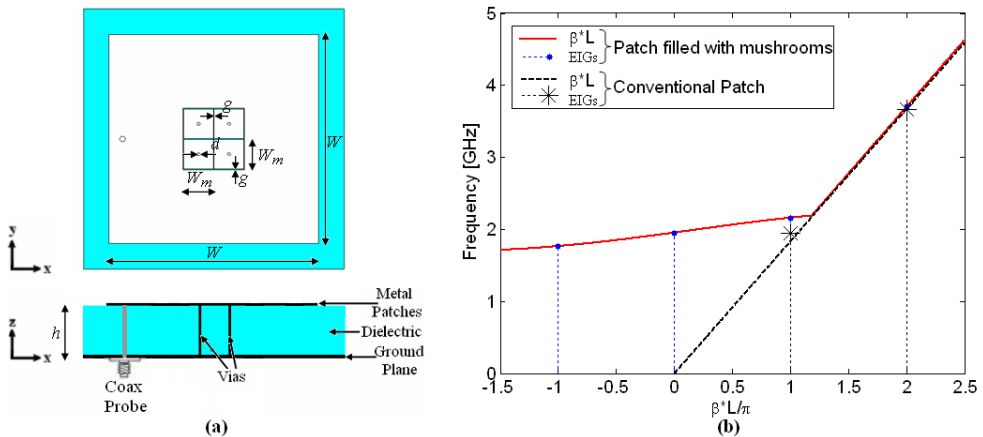 g
d
W_m
W_m
g
W
W
y
x
h
z
x
Metal Patches
Dielectric
Ground Plane
Vias
Coax Probe
(a)
5
4
3
2
1
0
Frequency [GHz]
β*L
EIGs
Patch filled with mushrooms
β*L
EIGs
Conventional Patch
-1.5 -1 -0.5 0 0.5 1 1.5 2 2.5
β*L/π
(b)